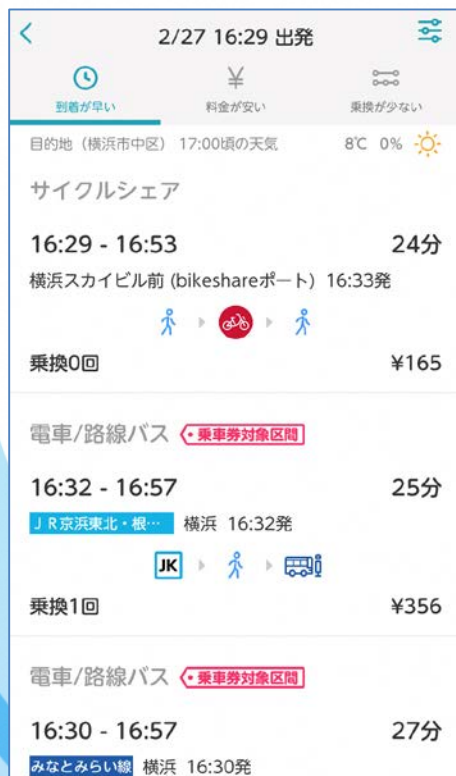 2/27 16:29 出発
到着が早い
料金が安い
乗換が少ない
目的地（横浜市中区） 17:00頃の天気 8℃ 0%
サイクルシェア
16:29 - 16:53 24分
横浜スカイビル前 (bikeshareポート) 16:33発
乗換0回 ¥165
電車/路線バス 乗車券対象区間
16:32 - 16:57 25分
ＪＲ京浜東北・根… 横浜 16:32発
JK
乗換1回 ¥356
電車/路線バス 乗車券対象区間
16:30 - 16:57 27分
みなとみらい線 横浜 16:30発